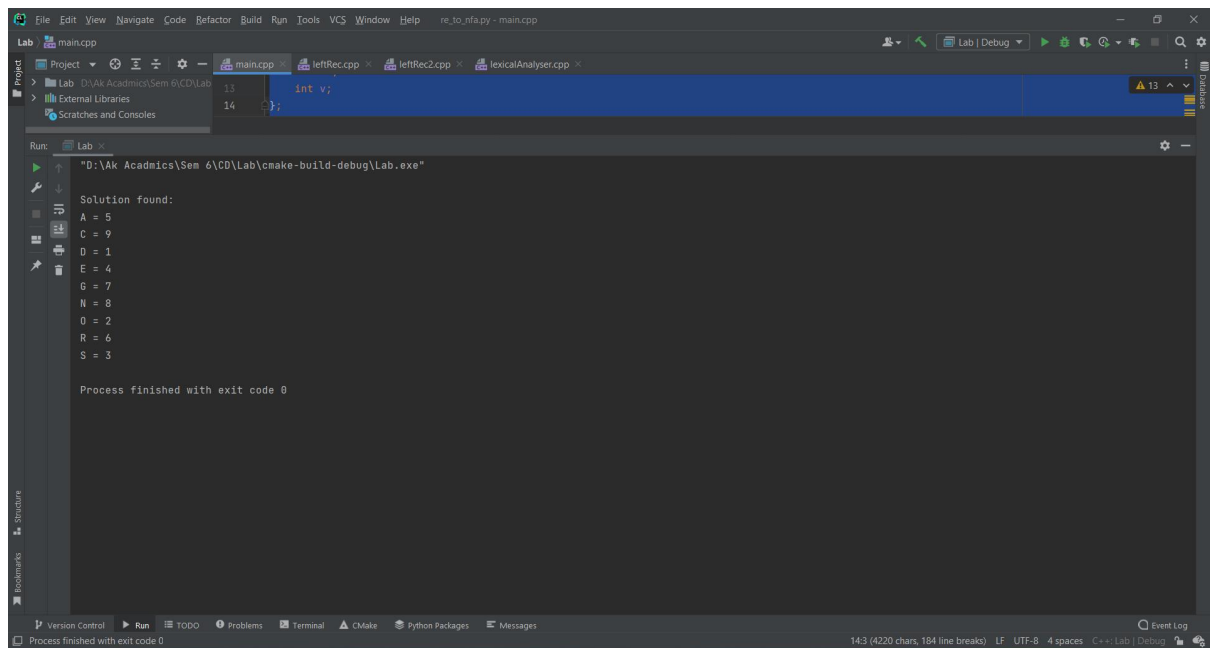 File Edit View Navigate Code Refactor Build Run Tools VCS Window Help re_to_nfa.py - main.cpp
Lab main.cpp Lab | Debug
Project main.cpp leftRec.cpp leftRec2.cpp lexicalAnalyser.cpp
Project
Lab D:\Ak Acadmics\Sem 6\CD\Lab
External Libraries
Scratches and Consoles
13 int v;
14 };
13
Database
Run: Lab
"D:\Ak Acadmics\Sem 6\CD\Lab\cmake-build-debug\Lab.exe"
Solution found:
A = 5
C = 9
D = 1
E = 4
G = 7
N = 8
O = 2
R = 6
S = 3
Process finished with exit code 0
Structure
Bookmarks
Version Control Run TODO Problems Terminal CMake Python Packages Messages Event Log
Process finished with exit code 0 14:3 (4220 chars, 184 line breaks) LF UTF-8 4 spaces C++: Lab | Debug